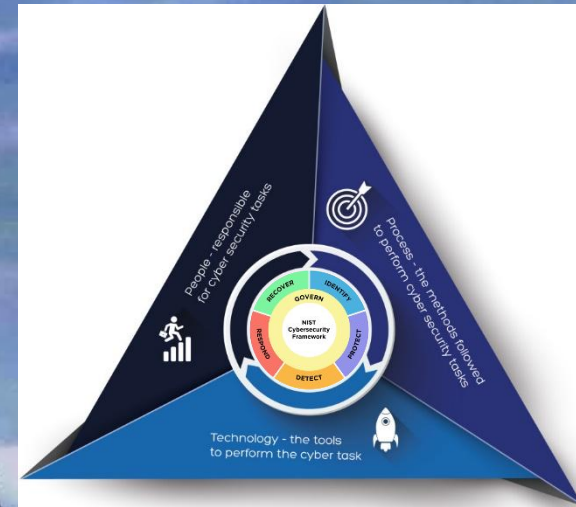 People - responsible
for cyber security tasks
Process - the methods followed
to perform cyber security tasks
RECOVER
IDENTIFY
GOVERN
NIST
Cybersecurity
Framework
RESPOND
PROTECT
DETECT
Technology - the tools
to perform the cyber task